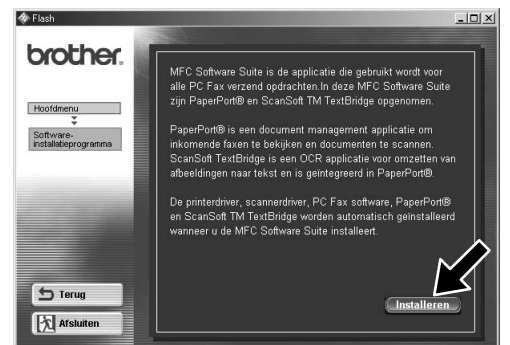 Flash
brother.
Hoofdmenu
Software-
installatieprogramma
MFC Software Suite is de applicatie die gebruikt wordt voor
alle PC Fax verzend opdrachten.In deze MFC Software Suite
zijn PaperPort® en ScanSoft TM TextBridge opgenomen.
PaperPort® is een document management applicatie om
inkomende faxen te bekijken en documenten te scannen.
ScanSoft TextBridge is een OCR applicatie voor omzetten van
afbeeldingen naar tekst en is geïntegreerd in PaperPort®.
De printerdriver, scannerdriver, PC Fax software, PaperPort®
en ScanSoft TM TextBridge worden automatisch geïnstalleerd
wanneer u de MFC Software Suite installeert.
Installeren
Terug
Afsluiten